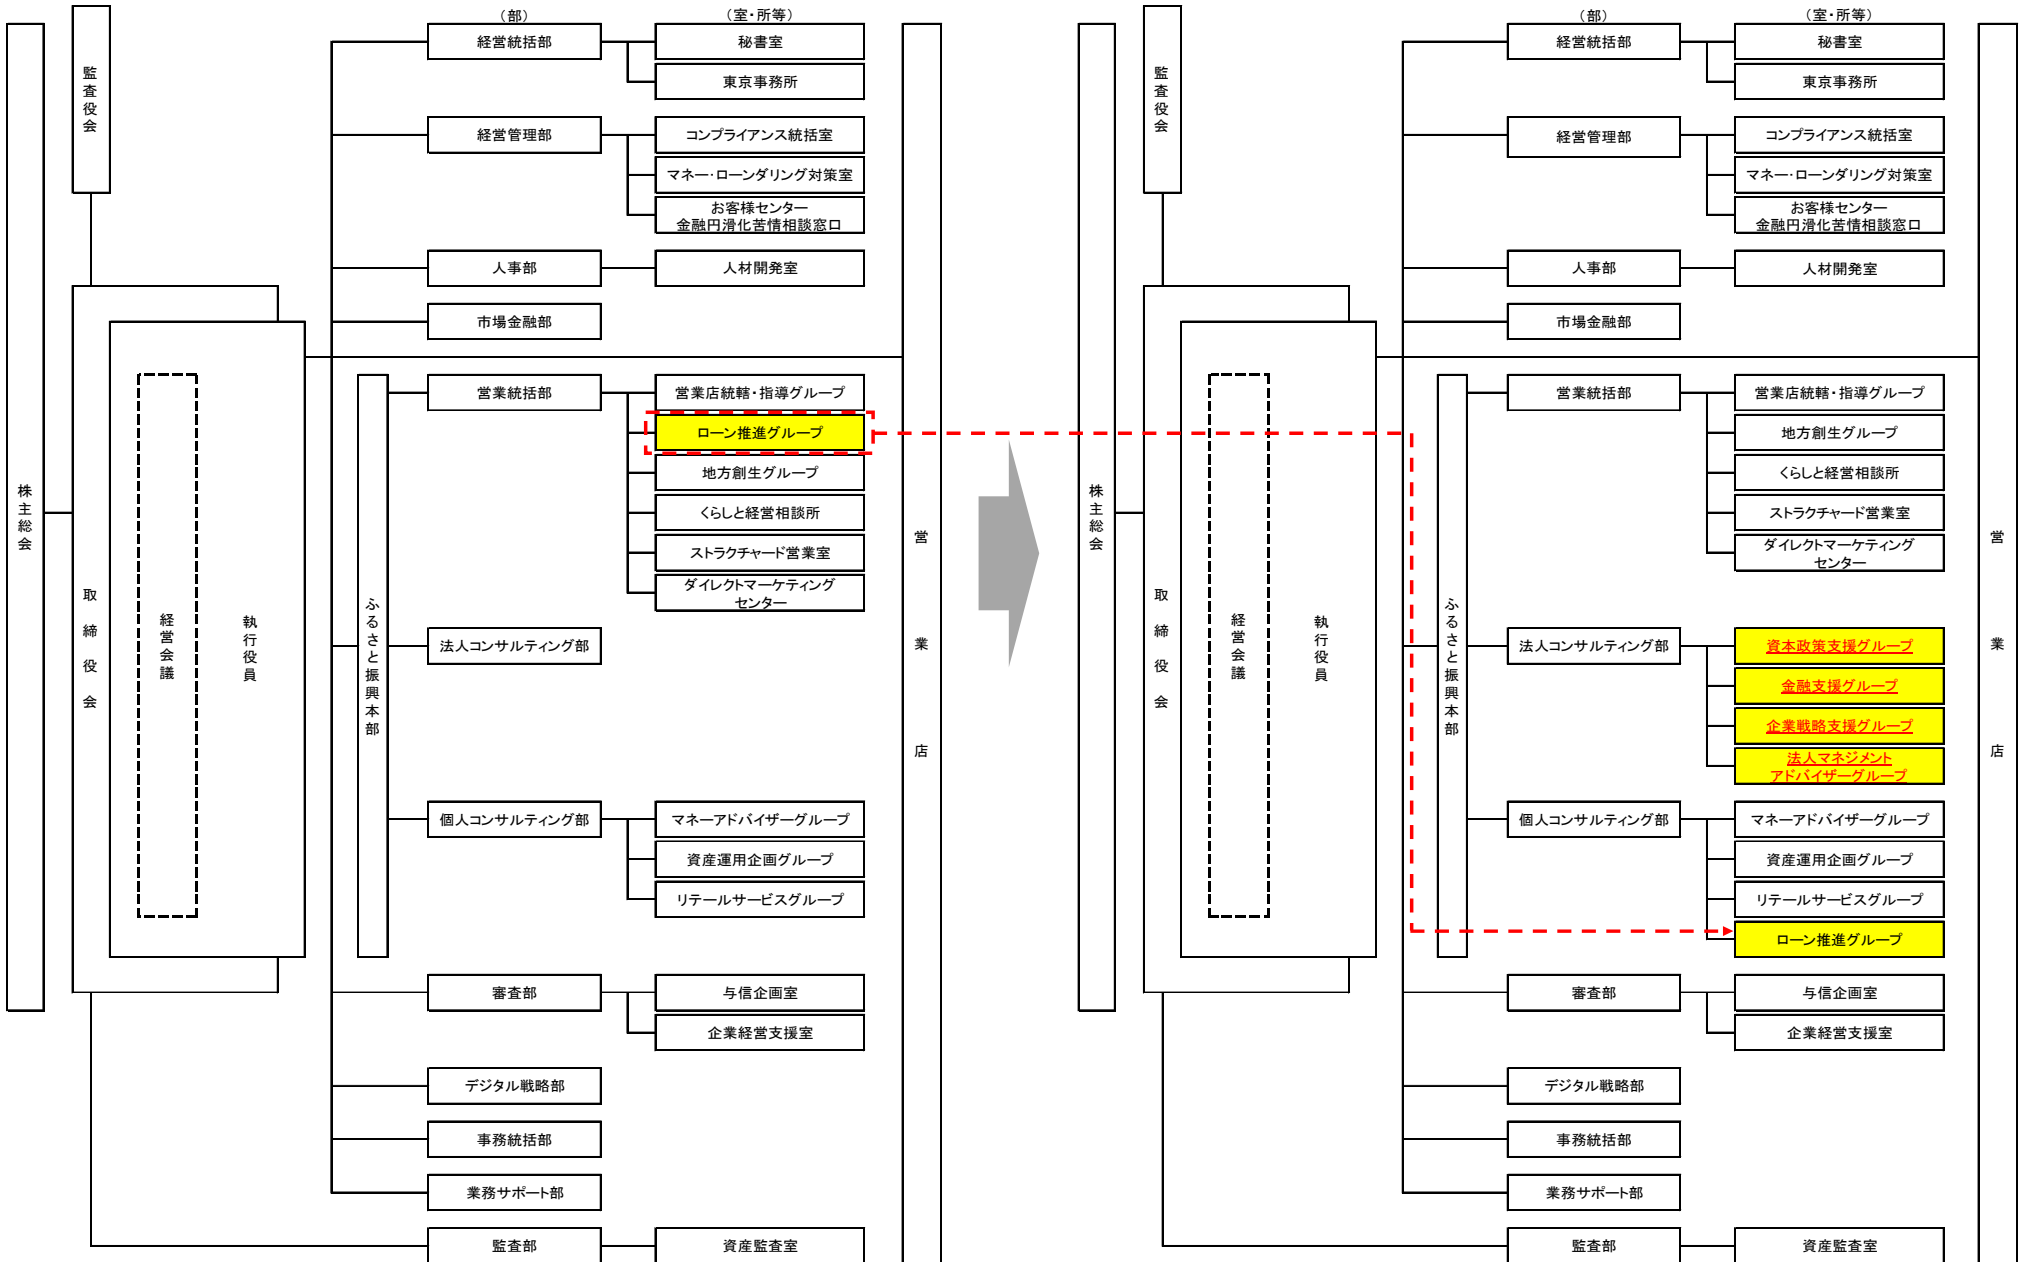 (部)
(室・所等)
監査役会
株主総会
取締役会
経営会議
執行役員
ふるさと振興本部
経営統括部
秘書室
東京事務所
経営管理部
コンプライアンス統括室
マネー・ローンダリング対策室
お客様センター
金融円滑化苦情相談窓口
人事部
人材開発室
市場金融部
営業統括部
営業店統轄・指導グループ
ローン推進グループ
地方創生グループ
くらしと経営相談所
ストラクチャード営業室
ダイレクトマーケティング
センター
法人コンサルティング部
個人コンサルティング部
マネーアドバイザーグループ
資産運用企画グループ
リテールサービスグループ
審査部
与信企画室
企業経営支援室
デジタル戦略部
事務統括部
業務サポート部
監査部
資産監査室
営業店
(部)
(室・所等)
監査役会
株主総会
取締役会
経営会議
執行役員
ふるさと振興本部
経営統括部
秘書室
東京事務所
経営管理部
コンプライアンス統括室
マネー・ローンダリング対策室
お客様センター
金融円滑化苦情相談窓口
人事部
人材開発室
市場金融部
営業統括部
営業店統轄・指導グループ
地方創生グループ
くらしと経営相談所
ストラクチャード営業室
ダイレクトマーケティング
センター
法人コンサルティング部
資本政策支援グループ
金融支援グループ
企業戦略支援グループ
法人マネジメント
アドバイザーグループ
個人コンサルティング部
マネーアドバイザーグループ
資産運用企画グループ
リテールサービスグループ
ローン推進グループ
審査部
与信企画室
企業経営支援室
デジタル戦略部
事務統括部
業務サポート部
監査部
資産監査室
営業店